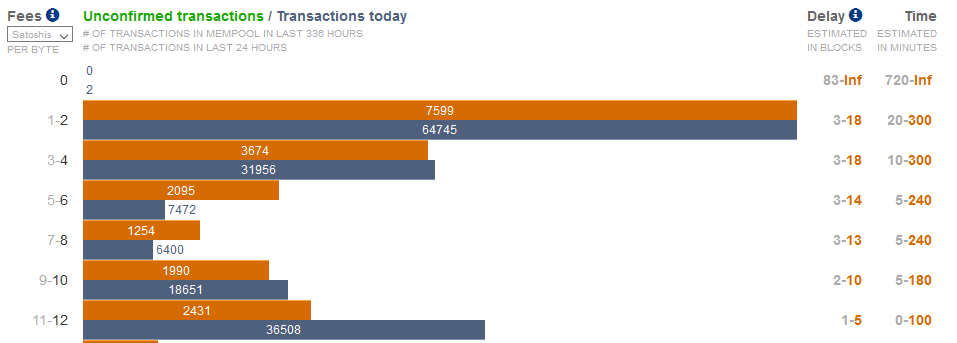 Fees Unconfirmed transactions / Transactions today Delay Time
Satoshis # OF TRANSACTIONS IN MEMPOOL IN LAST 336 HOURS ESTIMATED ESTIMATED
PER BYTE # OF TRANSACTIONS IN LAST 24 HOURS IN BLOCKS IN MINUTES
0 0 83-Inf 720-Inf
2
1-2 7599 3-18 20-300
64745
3-4 3674 3-18 10-300
31956
5-6 2095 3-14 5-240
7472
7-8 1254 3-13 5-240
6400
9-10 1990 2-10 5-180
18651
11-12 2431 1-5 0-100
36508